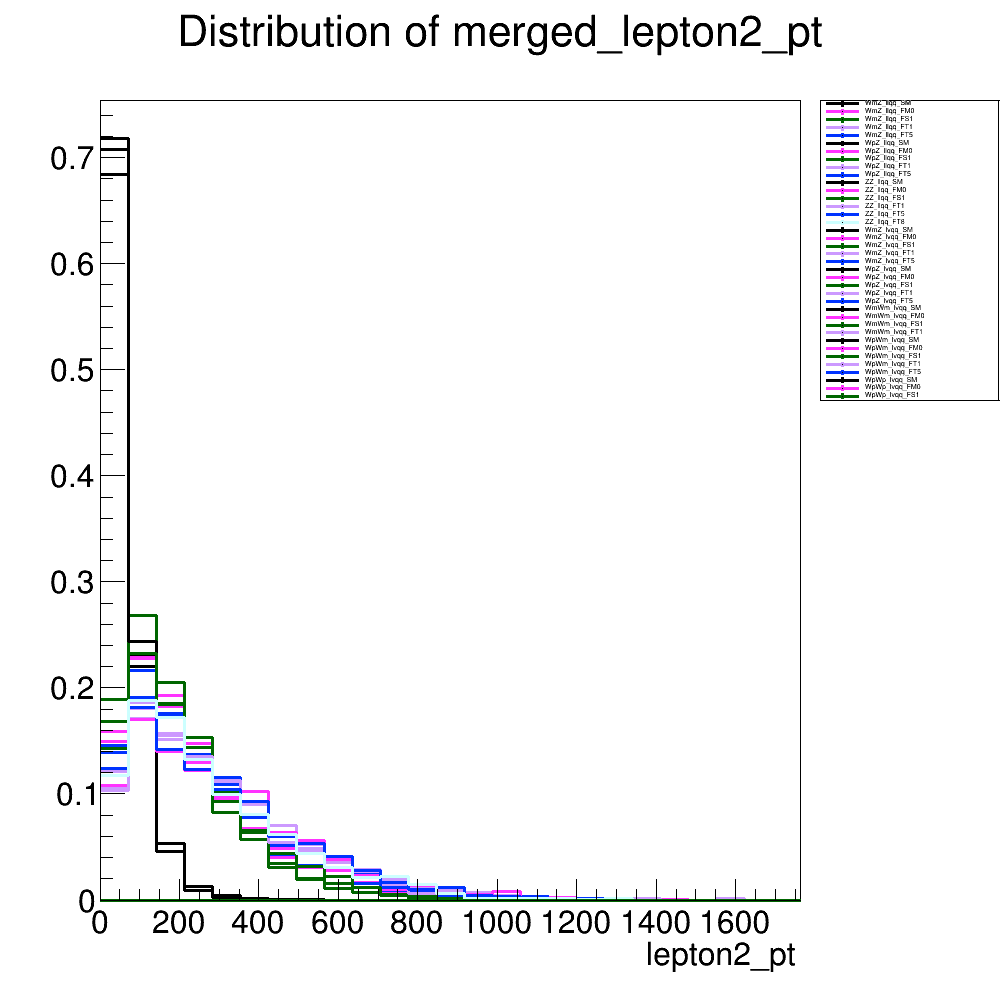 Distribution of merged_lepton2_pt
WmZ_llqq_SM
WmZ_llqq_FM0
WmZ_llqq_FS1
WmZ_llqq_FT1
WmZ_llqq_FT5
WpZ_llqq_SM
WpZ_llqq_FM0
WpZ_llqq_FS1
WpZ_llqq_FT1
WpZ_llqq_FT5
ZZ_llqq_SM
ZZ_llqq_FM0
ZZ_llqq_FS1
ZZ_llqq_FT1
ZZ_llqq_FT5
ZZ_llqq_FT8
WmZ_lvqq_SM
WmZ_lvqq_FM0
WmZ_lvqq_FS1
WmZ_lvqq_FT1
WmZ_lvqq_FT5
WpZ_lvqq_SM
WpZ_lvqq_FM0
WpZ_lvqq_FS1
WpZ_lvqq_FT1
WpZ_lvqq_FT5
WmWm_lvqq_SM
WmWm_lvqq_FM0
WmWm_lvqq_FS1
WmWm_lvqq_FT1
WpWm_lvqq_SM
WpWm_lvqq_FM0
WpWm_lvqq_FS1
WpWm_lvqq_FT1
WpWm_lvqq_FT5
WpWp_lvqq_SM
WpWp_lvqq_FM0
WpWp_lvqq_FS1
0.7
0.6
0.5
0.4
0.3
0.2
0.1
0
0 200 400 600 800 1000 1200 1400 1600
lepton2_pt